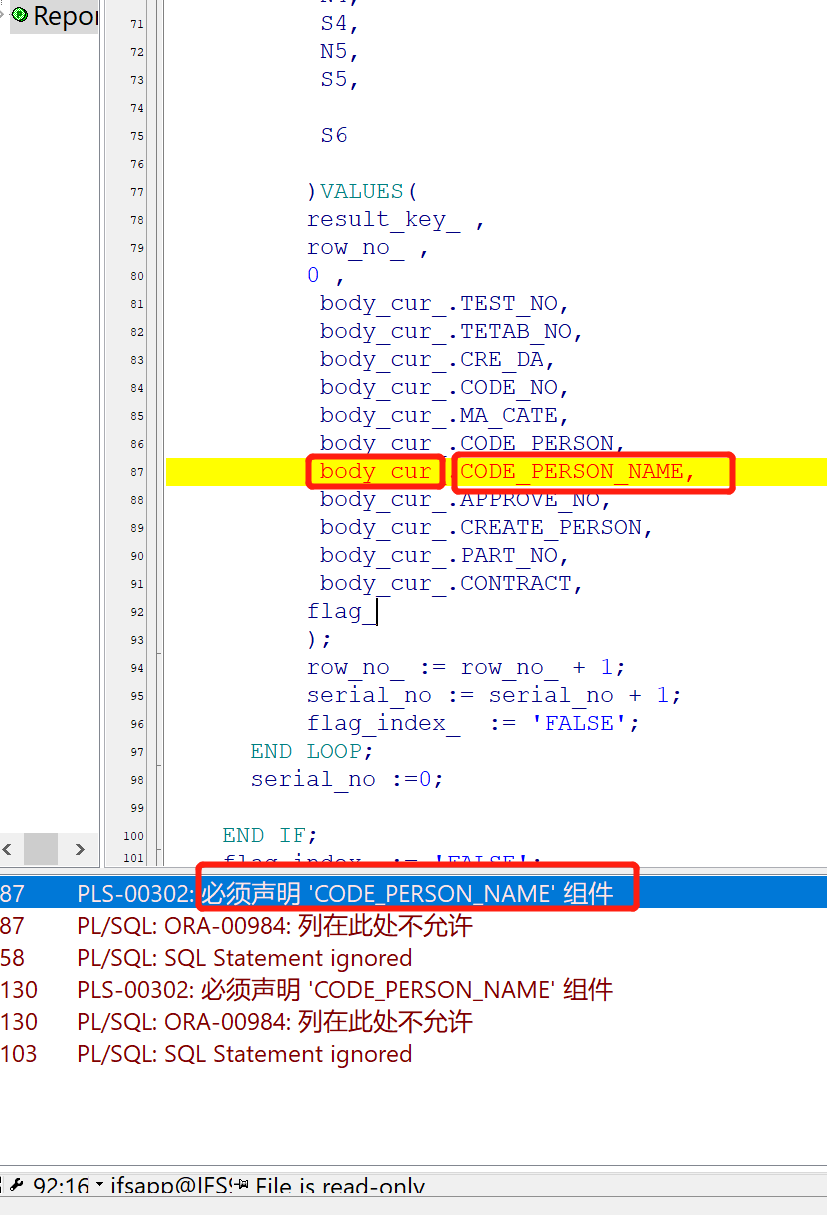 Repor
71 S4,
72 N5,
73 S5,
74
75 S6
76
77 )VALUES(
78 result_key_ ,
79 row_no_ ,
80 0 ,
81 body_cur_.TEST_NO,
82 body_cur_.TETAB_NO,
83 body_cur_.CRE_DA,
84 body_cur_.CODE_NO,
85 body_cur_.MA_CATE,
86 body_cur_.CODE_PERSON,
87 body_cur_.CODE_PERSON_NAME,
88 body_cur_.APPROVE_NO,
89 body_cur_.CREATE_PERSON,
90 body_cur_.PART_NO,
91 body_cur_.CONTRACT,
92 flag_
93 );
94 row_no_ := row_no_ + 1;
95 serial_no := serial_no + 1;
96 flag_index_ := 'FALSE';
97 END LOOP;
98 serial_no :=0;
99
100 END IF;
101 flag_index_ := 'FALSE';
87 PLS-00302: 必须声明 'CODE_PERSON_NAME' 组件
87 PL/SQL: ORA-00984: 列在此处不允许
58 PL/SQL: SQL Statement ignored
130 PLS-00302: 必须声明 'CODE_PERSON_NAME' 组件
130 PL/SQL: ORA-00984: 列在此处不允许
103 PL/SQL: SQL Statement ignored
92:16 ifsapp@IFS9 File is read-only